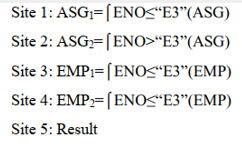 Site 1: ASG₁=⌠ENO≤“E3”(ASG)
Site 2: ASG₂=⌠ENO>“E3”(ASG)
Site 3: EMP₁=⌠ENO≤“E3”(EMP)
Site 4: EMP₂=⌠ENO≤“E3”(EMP)
Site 5: Result